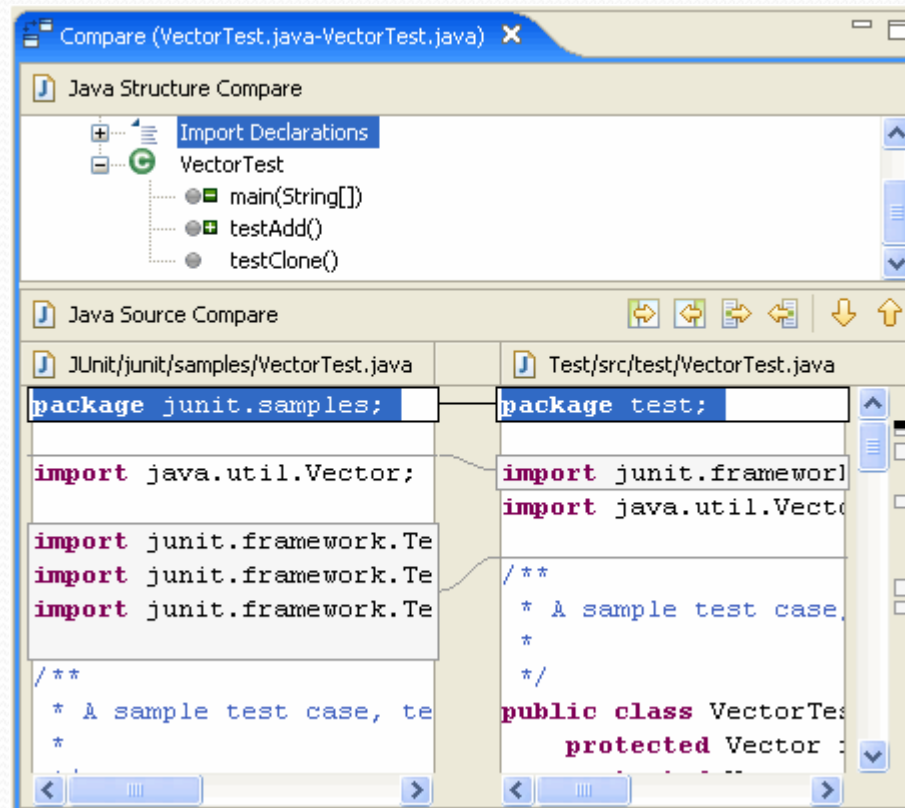 Compare (VectorTest.java-VectorTest.java)
Java Structure Compare
Import Declarations
VectorTest
main(String[])
testAdd()
testClone()
Java Source Compare
JUnit/junit/samples/VectorTest.java
Test/src/test/VectorTest.java
package junit.samples;
import java.util.Vector;
import junit.framework.Te
import junit.framework.Te
import junit.framework.Te
/**
* A sample test case, te
*
package test;
import junit.framewor
import java.util.Vect
/**
* A sample test case,
*
*/
public class VectorTes
protected Vector